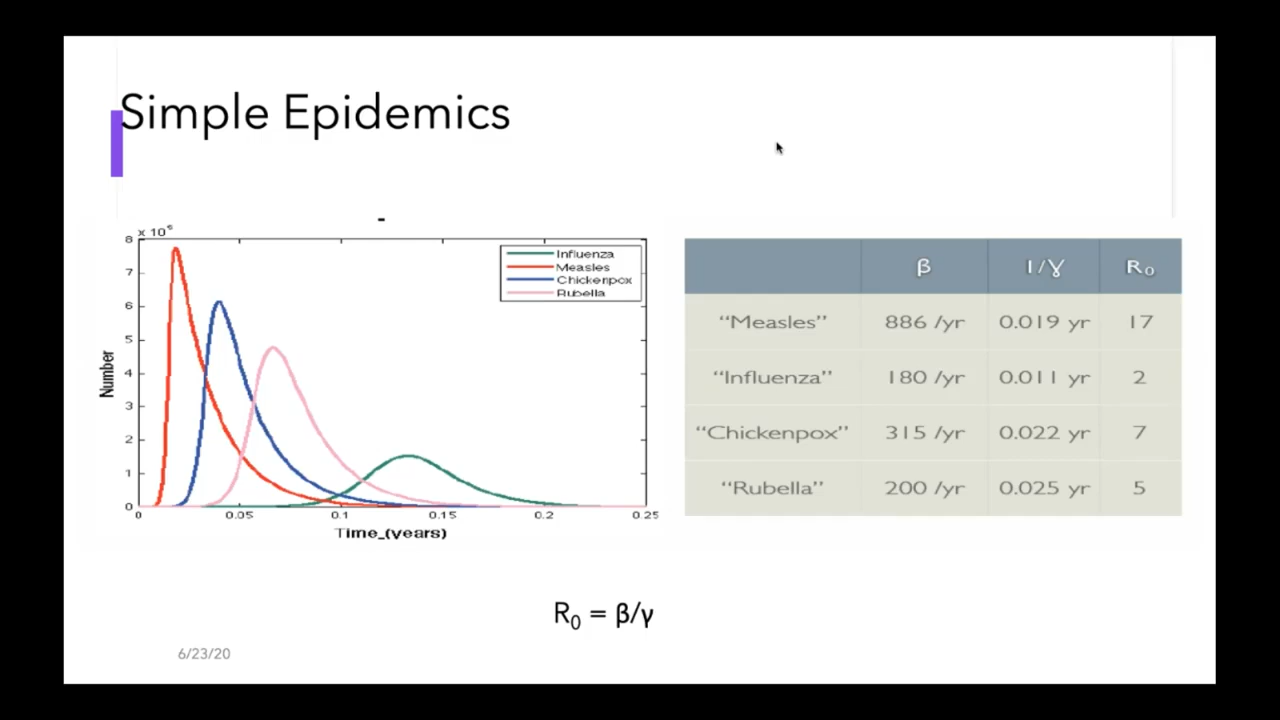 Simple Epidemics
x 10⁶
8
7
6
5
4
3
2
1
0
Number
0 0.05 0.1 0.15 0.2 0.25
Time_(years)
Influenza
Measles
Chickenpox
Rubella
β 1/γ R₀
“Measles” 886 /yr 0.019 yr 17
“Influenza” 180 /yr 0.011 yr 2
“Chickenpox” 315 /yr 0.022 yr 7
“Rubella” 200 /yr 0.025 yr 5
R₀ = β/γ
6/23/20